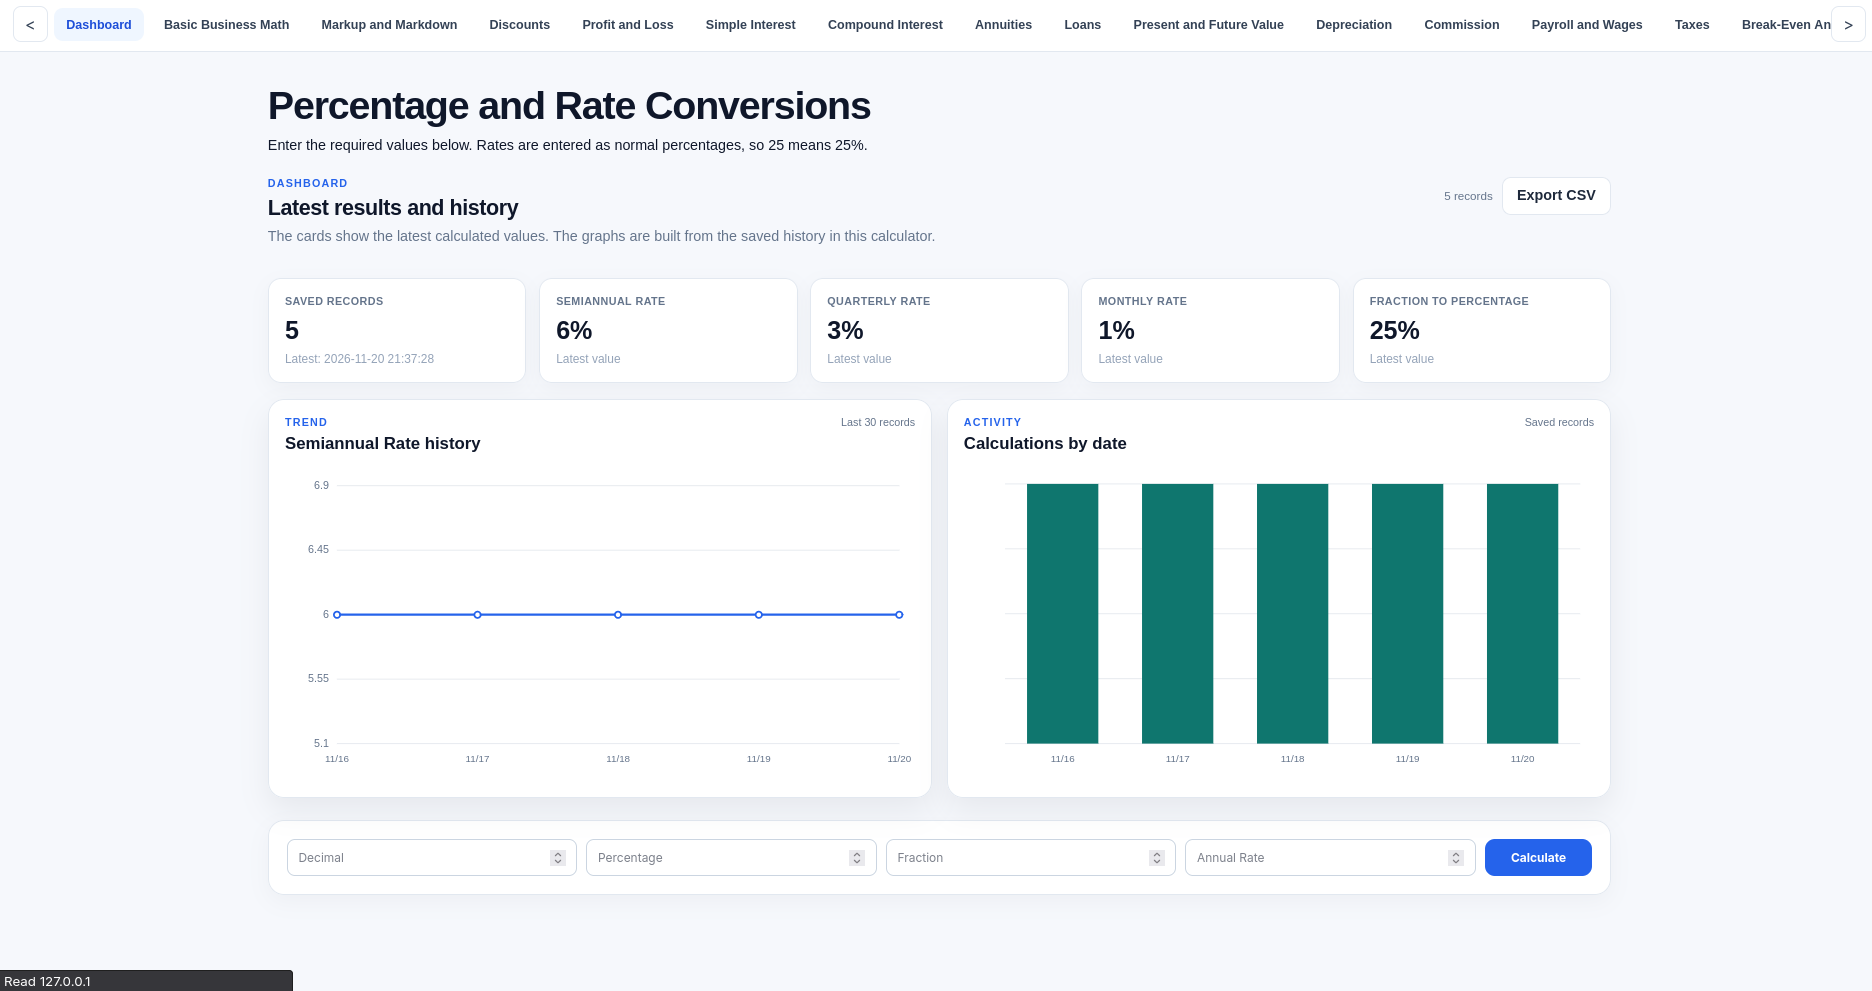 < Dashboard Basic Business Math Markup and Markdown Discounts Profit and Loss Simple Interest Compound Interest Annuities Loans Present and Future Value Depreciation Commission Payroll and Wages Taxes Break-Even An >
Percentage and Rate Conversions
Enter the required values below. Rates are entered as normal percentages, so 25 means 25%.
DASHBOARD
Latest results and history
The cards show the latest calculated values. The graphs are built from the saved history in this calculator.
5 records
Export CSV
SAVED RECORDS
5
Latest: 2026-11-20 21:37:28
SEMIANNUAL RATE
6%
Latest value
QUARTERLY RATE
3%
Latest value
MONTHLY RATE
1%
Latest value
FRACTION TO PERCENTAGE
25%
Latest value
TREND
Last 30 records
Semiannual Rate history
6.9
6.45
6
5.55
5.1
11/16 11/17 11/18 11/19 11/20
ACTIVITY
Saved records
Calculations by date
11/16 11/17 11/18 11/19 11/20
Decimal
Percentage
Fraction
Annual Rate
Calculate
Read 127.0.0.1